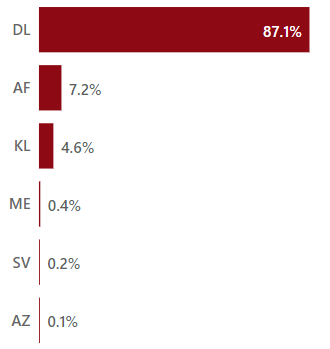 DL 87.1%
AF 7.2%
KL 4.6%
ME 0.4%
SV 0.2%
AZ 0.1%